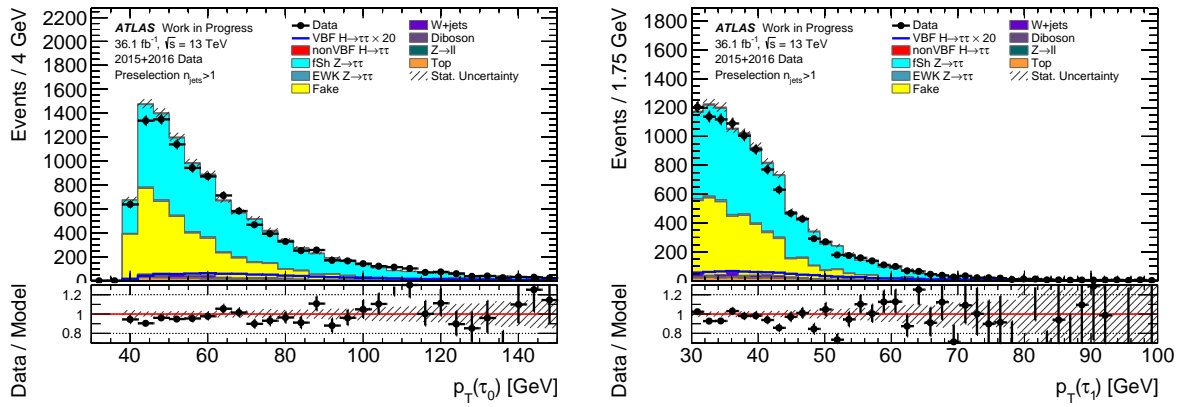 ATLAS Work in Progress
36.1 fb⁻¹, √s = 13 TeV
2015+2016 Data
Preselection n_jets>1
Data
VBF H→ττ × 20
nonVBF H→ττ
fSh Z→ττ
EWK Z→ττ
Fake
W+jets
Diboson
Z→ll
Top
Stat. Uncertainty
Events / 4 GeV
2200
2000
1800
1600
1400
1200
1000
800
600
400
200
0
Data / Model
1.2
1
0.8
40 60 80 100 120 140
p_T(τ₀) [GeV]
ATLAS Work in Progress
36.1 fb⁻¹, √s = 13 TeV
2015+2016 Data
Preselection n_jets>1
Data
VBF H→ττ × 20
nonVBF H→ττ
fSh Z→ττ
EWK Z→ττ
Fake
W+jets
Diboson
Z→ll
Top
Stat. Uncertainty
Events / 1.75 GeV
1800
1600
1400
1200
1000
800
600
400
200
0
Data / Model
1.2
1
0.8
30 40 50 60 70 80 90 100
p_T(τ₁) [GeV]